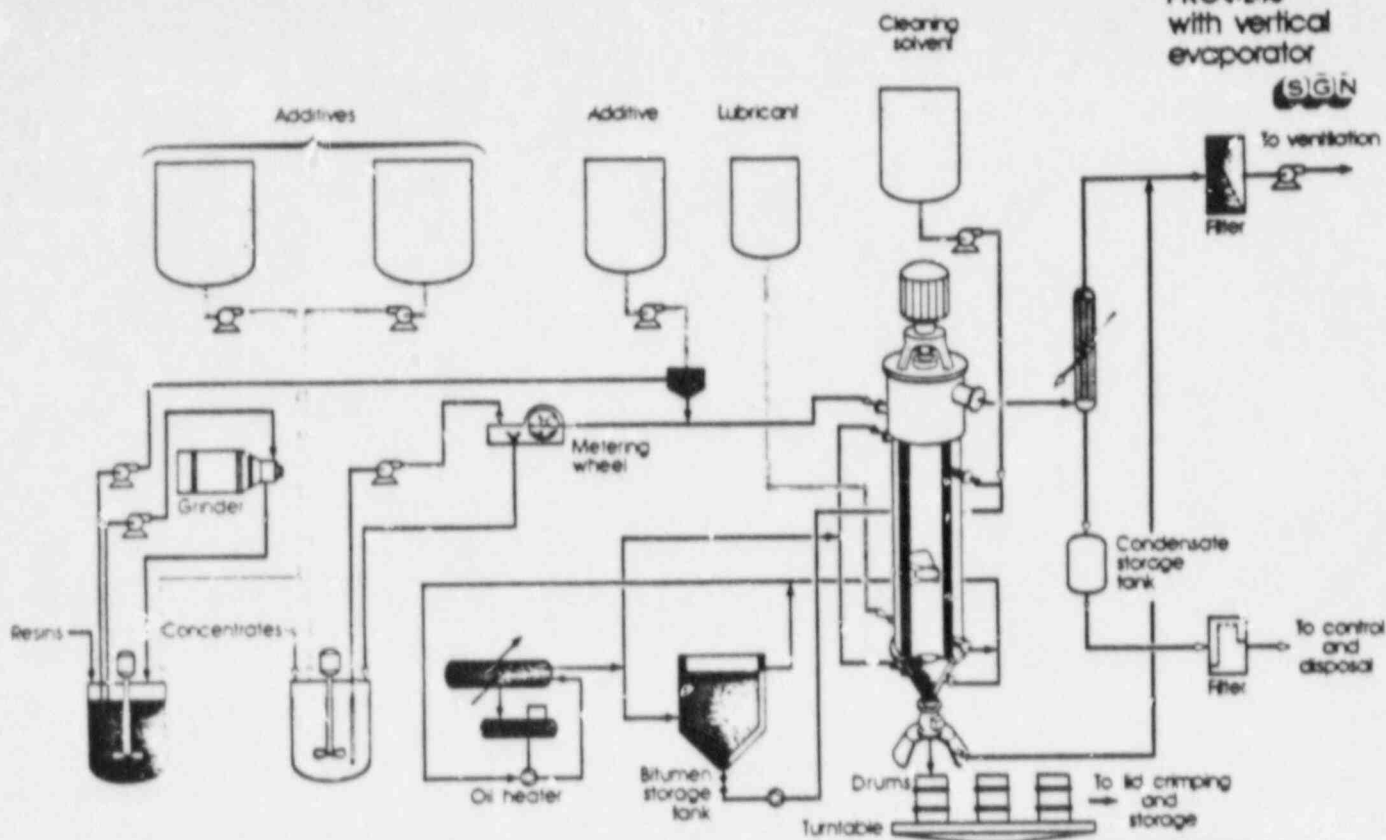 with vertical
evaporator
SGN
Cleaning
solvent
Additives
Additive
Lubricant
To ventilation
Filter
Metering
wheel
Grinder
Condensate
storage
tank
Resins
Concentrates
To control
and
disposal
Filter
Oil heater
Bitumen
storage
tank
Drums
To lid crimping
and
storage
Turntable